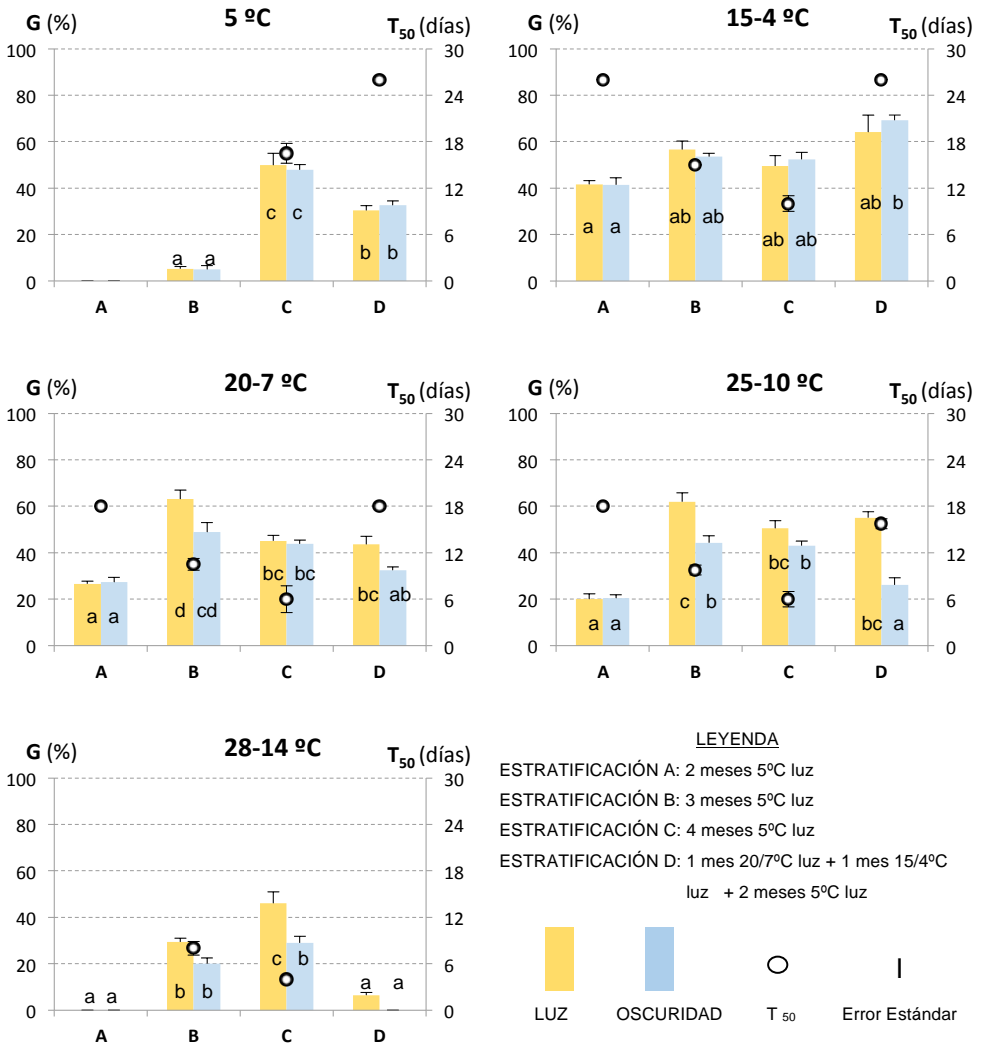 5 ºC
G (%)
T50 (días)
100
80
60
40
20
0
30
24
18
12
6
0
a a
c c
b b
A B C D
15-4 ºC
G (%)
T50 (días)
100
80
60
40
20
0
30
24
18
12
6
0
a a
ab ab
ab ab
ab b
A B C D
20-7 ºC
G (%)
T50 (días)
100
80
60
40
20
0
30
24
18
12
6
0
a a
d cd
bc bc
bc ab
A B C D
25-10 ºC
G (%)
T50 (días)
100
80
60
40
20
0
30
24
18
12
6
0
a a
c b
bc b
bc a
A B C D
28-14 ºC
G (%)
T50 (días)
100
80
60
40
20
0
30
24
18
12
6
0
a a
b b
c b
a a
A B C D
LEYENDA
ESTRATIFICACIÓN A: 2 meses 5ºC luz
ESTRATIFICACIÓN B: 3 meses 5ºC luz
ESTRATIFICACIÓN C: 4 meses 5ºC luz
ESTRATIFICACIÓN D: 1 mes 20/7ºC luz + 1 mes 15/4ºC
luz + 2 meses 5ºC luz
LUZ OSCURIDAD T 50 Error Estándar